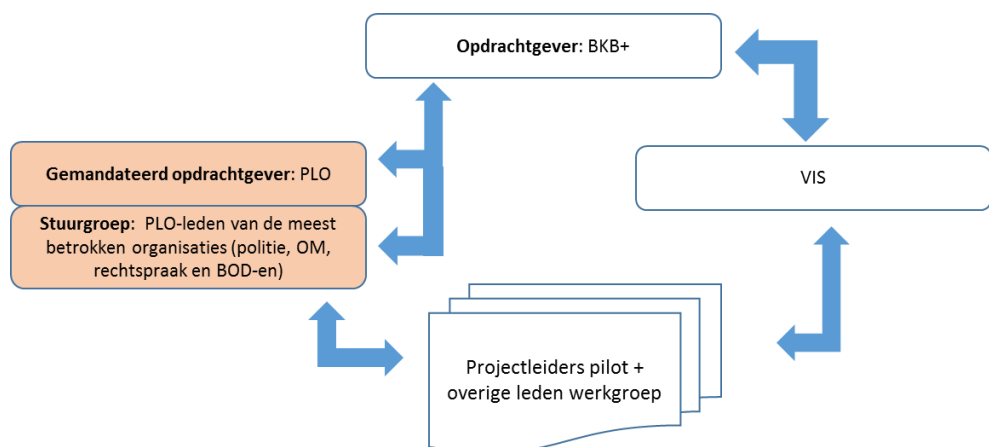 Opdrachtgever: BKB+
Gemandateerd opdrachtgever: PLO
Stuurgroep: PLO-leden van de meest
betrokken organisaties (politie, OM,
rechtspraak en BOD-en)
VIS
Projectleiders pilot +
overige leden werkgroep